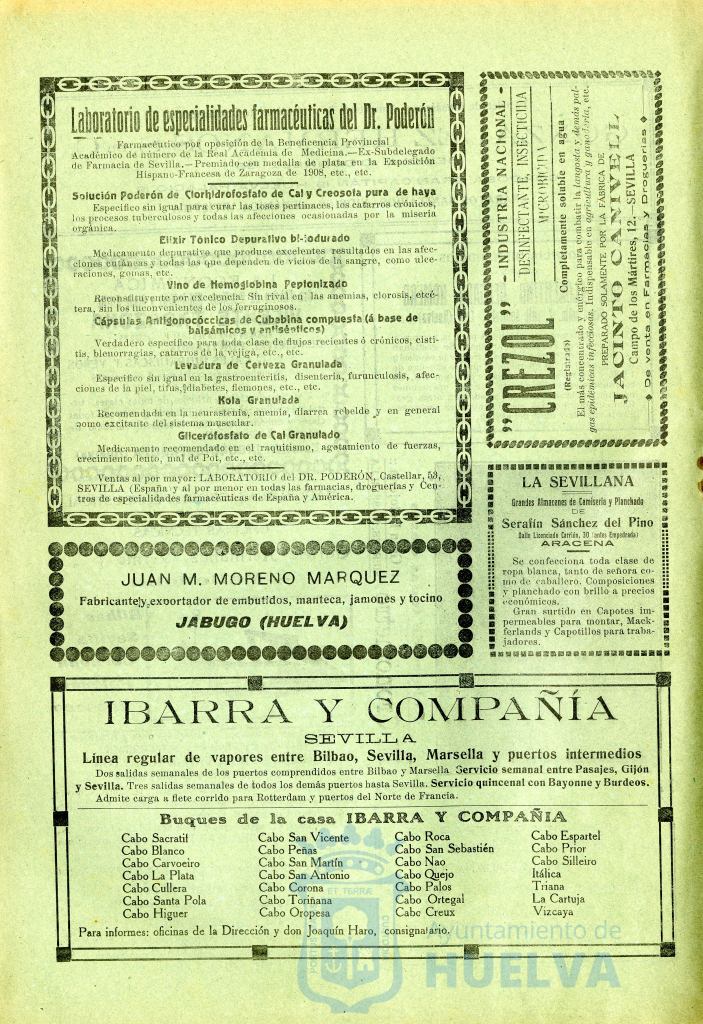 Laboratorio de especialidades farmacéuticas del Dr. Poderón
Farmacéutico por oposición de la Beneficencia Provincial
Académico de número de la Real Academia de Medicina.—Ex-Subdelegado
de Farmacia de Sevilla.—Premiado con medalla de plata en la Exposición
Hispano-Francesa de Zaragoza de 1908, etc., etc.
Solución Poderón de Clorhidrofosfato de Cal y Creosota pura de haya
Especifico sin igual para curar las toses pertinaces, los catarros crónicos,
los procesos tuberculosos y todas las afecciones ocasionadas por la miseria
orgánica.
Elixir Tónico Depurativo bi-iodurado
Medicamento depurativo que produce excelentes resultados en las afec-
ciones cutáneas y todas las que dependen de vicios de la sangre, como ulce-
raciones, gomas, etc.
Vino de Hemoglobina Peptonizado
Reconstituyente por excelencia. Sin rival en las anemias, clorosis, etcé-
tera, sin los inconvenientes de los ferruginosos.
Cápsulas Antigonocóccicas de Cubabina compuesta (á base de
balsámicos y antisépticos)
Verdadero específico para toda clase de flujos recientes ó crónicos, cisti-
tis, blenorragias, catarros de la vejiga, etc., etc.
Levadura de Cerveza Granulada
Específico sin igual en la gastroenteritis, disentería, furunculosis, afec-
ciones de la piel, tifus, diabetes, flemones, etc., etc.
Kola Granulada
Recomendada en la neurastenia, anemia, diarrea rebelde y en general
como excitante del sistema muscular.
Glicerofosfato de Cal Granulado
Medicamento recomendado en el raquitismo, agotamiento de fuerzas,
crecimiento lento, mal de Pot, etc., etc.
Ventas al por mayor: LABORATORIO del DR. PODERÓN, Castellar, 53,
SEVILLA (España y al por menor en todas las farmacias, droguerías y Cen-
tros de especialidades farmacéuticas de España y América.
„CREZOL”
(Registrada)
- INDUSTRIA NACIONAL -
DESINFECTANTE, INSECTICIDA
MICROBICIDA
Completamente soluble en agua
El más concentrado y enérgico para combatir la langosta y demás pla-
gas epidémicas infecciosas. Indispensable en agricultura y ganadería, etc.
PREPARADO SOLAMENTE POR LA FÁBRICA DE
JACINTO CANIVELL
Campo de los Mártires, 12.—SEVILLA
De venta en Farmacias y Droguerías
LA SEVILLANA
Grandes Almacenes de Camisería y Planchado
DE
Serafín Sánchez del Pino
Calle Licenciado Carrión, 30 (antes Empedrada)
ARACENA
Se confecciona toda clase de
ropa blanca, tanto de señora co-
mo de caballero. Composiciones
y planchado con brillo a precios
económicos.
Gran surtido en Capotes im-
permeables para montar, Mack-
ferlands y Capotillos para traba-
jadores.
JUAN M. MORENO MARQUEZ
Fabricante y exportador de embutidos, manteca, jamones y tocino
JABUGO (HUELVA)
IBARRA Y COMPAÑÍA
SEVILLA
Línea regular de vapores entre Bilbao, Sevilla, Marsella y puertos intermedios
Dos salidas semanales de los puertos comprendidos entre Bilbao y Marsella Servicio semanal entre Pasajes, Gijón
y Sevilla. Tres salidas semanales de todos los demás puertos hasta Sevilla. Servicio quincenal con Bayonne y Burdeos.
Admite carga a flete corrido para Rotterdam y puertos del Norte de Francia.
Buques de la casa IBARRA Y COMPAÑIA
Cabo Sacratif
Cabo Blanco
Cabo Carvoeiro
Cabo La Plata
Cabo Cullera
Cabo Santa Pola
Cabo Higuer
Cabo San Vicente
Cabo Peñas
Cabo San Martín
Cabo San Antonio
Cabo Corona
Cabo Toriñana
Cabo Oropesa
Cabo Roca
Cabo San Sebastién
Cabo Nao
Cabo Quejo
Cabo Palos
Cabo Ortegal
Cabo Creux
Cabo Espartel
Cabo Prior
Cabo Silleiro
Itálica
Triana
La Cartuja
Vizcaya
Para informes: oficinas de la Dirección y don Joaquín Haro, consignatario.
Ayuntamiento de
HUELVA